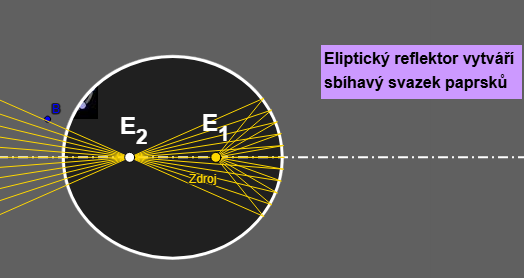 Eliptický reflektor vytváří
sbíhavý svazek paprsků
B
E2
E1
Zdroj